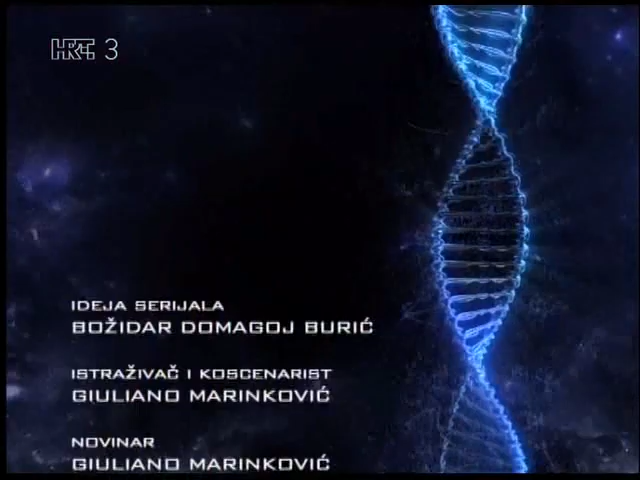 HRT 3
IDEJA SERIJALA
BOŽIDAR DOMAGOJ BURIĆ
ISTRAŽIVAČ I KOSCENARIST
GIULIANO MARINKOVIĆ
NOVINAR
GIULIANO MARINKOVIĆ